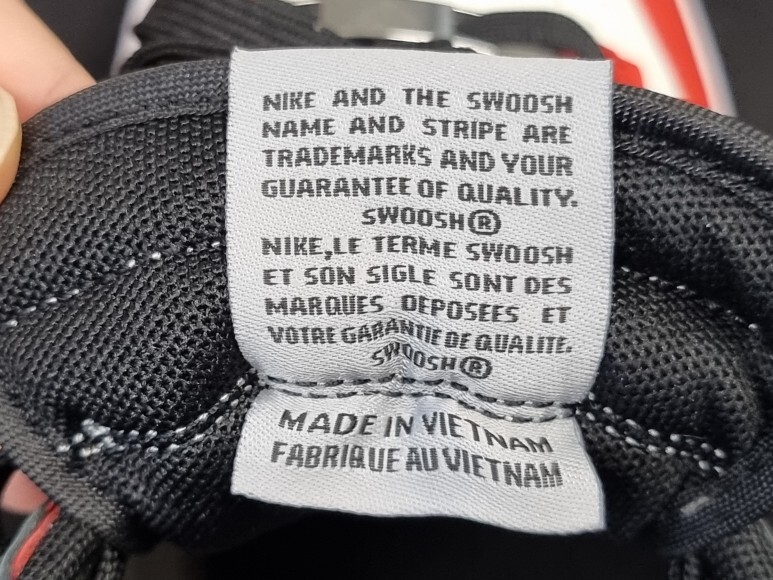 NIKE AND THE SWOOSH
NAME AND STRIPE ARE
TRADEMARKS AND YOUR
GUARANTEE OF QUALITY.
SWOOSH®
NIKE,LE TERME SWOOSH
ET SON SIGLE SONT DES
MARQUES DEPOSEES ET
VOTRE GARANTIE DE QUALITE.
SWOOSH®
MADE IN VIETNAM
FABRIQUE AU VIETNAM